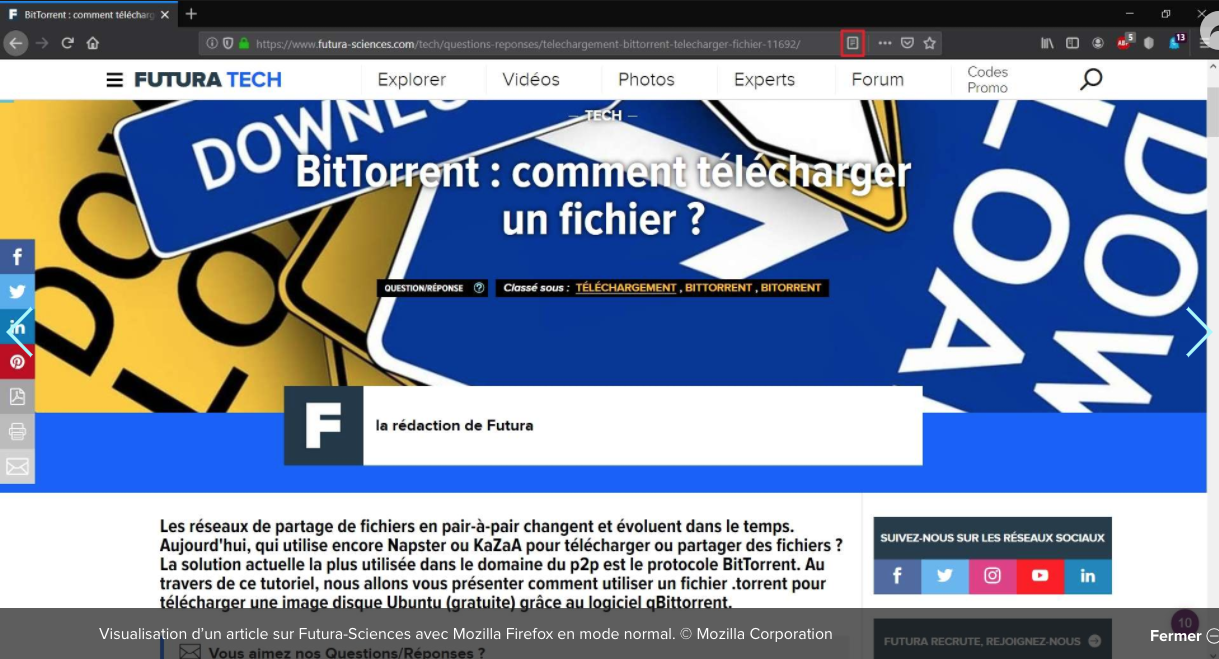 BitTorrent : comment télécharg
https://www.futura-sciences.com/tech/questions-reponses/telechargement-bittorrent-telecharger-fichier-11692/
5
13
FUTURA TECH
Explorer
Vidéos
Photos
Experts
Forum
Codes
Promo
DOWNLO
— TECH —
BitTorrent : comment télécharger
un fichier ?
QUESTION/RÉPONSE ?
Classé sous : TÉLÉCHARGEMENT , BITTORRENT , BITORRENT
F
la rédaction de Futura
Les réseaux de partage de fichiers en pair-à-pair changent et évoluent dans le temps.
Aujourd'hui, qui utilise encore Napster ou KaZaA pour télécharger ou partager des fichiers ?
La solution actuelle la plus utilisée dans le domaine du p2p est le protocole BitTorrent. Au
travers de ce tutoriel, nous allons vous présenter comment utiliser un fichier .torrent pour
télécharger une image disque Ubuntu (gratuite) grâce au logiciel qBittorrent.
SUIVEZ-NOUS SUR LES RÉSEAUX SOCIAUX
FUTURA RECRUTE, REJOIGNEZ-NOUS
10
Visualisation d'un article sur Futura-Sciences avec Mozilla Firefox en mode normal. © Mozilla Corporation
Fermer
Vous aimez nos Questions/Réponses ?